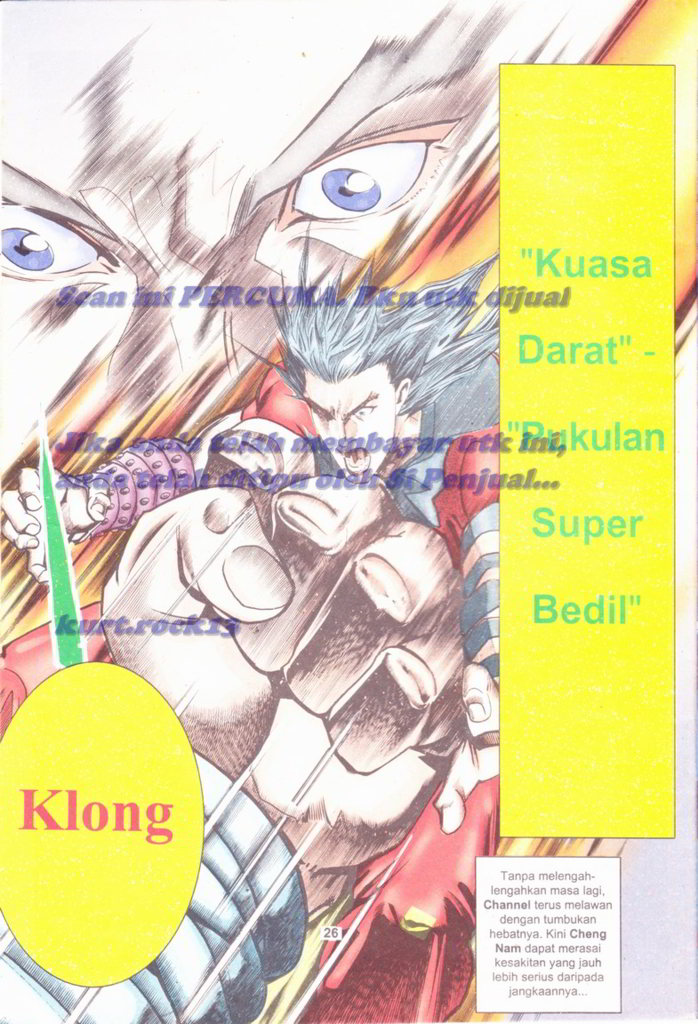 "Kuasa
Darat" -
"Pukulan
Super
Bedil"
Scan ini PERCUMA. Bkn utk dijual
Jika anda telah membayar utk ini,
anda telah ditipu oleh Si Penjual...
kurt.rock13
Klong
26
Tanpa melengah-
lengahkan masa lagi,
Channel terus melawan
dengan tumbukan
hebatnya. Kini Cheng
Nam dapat merasai
kesakitan yang jauh
lebih serius daripada
jangkaannya...